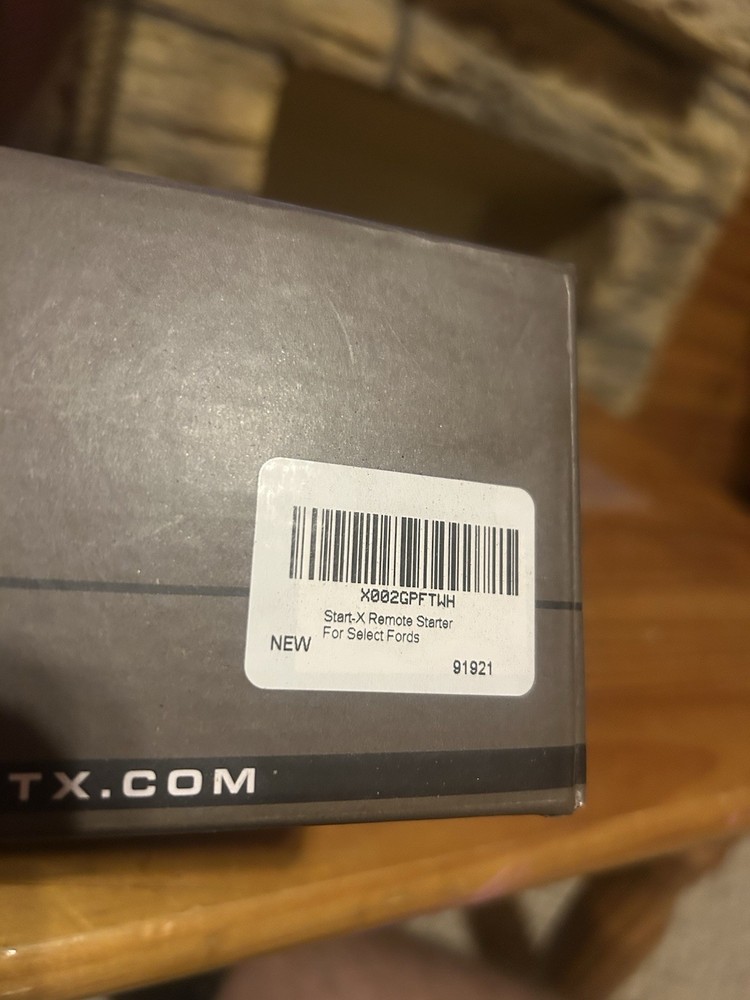 X002GPFTWH
Start-X Remote Starter
For Select Fords
NEW
91921
TX.COM